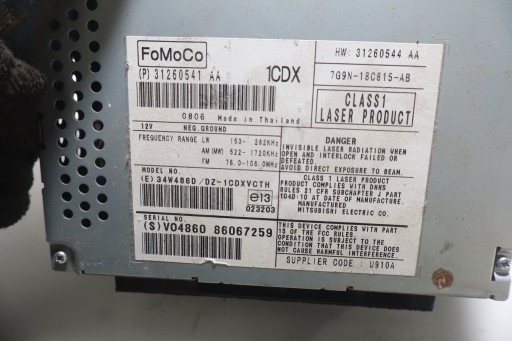 FoMoCo
(P) 31260541 AA
1CDX
HW: 31260544 AA
7G9N-18C815-AB
CLASS1
LASER PRODUCT
0806 Made in Thailand
12V NEG.GROUND
FREQUENCY RANGE LW 153- 282KHz
AM(MW) 522-1720KHz
FM 76.0-108.0MHz
MODEL NO.
(E) 34W486D/DZ-1CDXVCTH
e13
023203
SERIAL NO.
(S) V04860 86067259
DANGER
INVISIBLE LASER RADIATION WHEN
OPEN AND INTERLOCK FAILED OR
DEFEATED.
AVOID DIRECT EXPOSURE TO BEAM.
CLASS 1 LASER PRODUCT
THIS PRODUCT COMPLIES WITH DHHS
RULES 21 CFR SUBCHAPTER J PART
1040.10 AT DATE OF MANUFACTURE.
MANUFACTURED
MITSUBISHI ELECTRIC CO.
THIS DEVICE COMPLIES WITH PART
15 OF THE FCC RULES.
OPERATION IS SUBJECT TO THE
CONDITION THAT THIS DEVICE DOES
NOT CAUSE HARMFUL INTERFERENCE.
SUPPLIER CODE: U910A